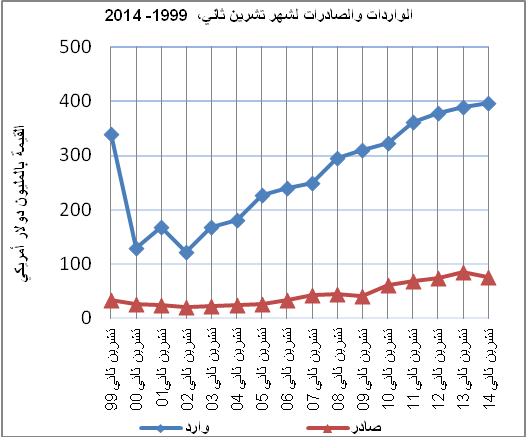 الواردات والصادرات لشهر تشرين ثاني، 1999- 2014
القيمة بالمليون دولار أمريكي
500
400
300
200
100
0
تشرين ثاني 99
تشرين ثاني 00
تشرين ثاني 01
تشرين ثاني 02
تشرين ثاني 03
تشرين ثاني 04
تشرين ثاني 05
تشرين ثاني 06
تشرين ثاني 07
تشرين ثاني 08
تشرين ثاني 09
تشرين ثاني 10
تشرين ثاني 11
تشرين ثاني 12
تشرين ثاني 13
تشرين ثاني 14
وارد
صادر